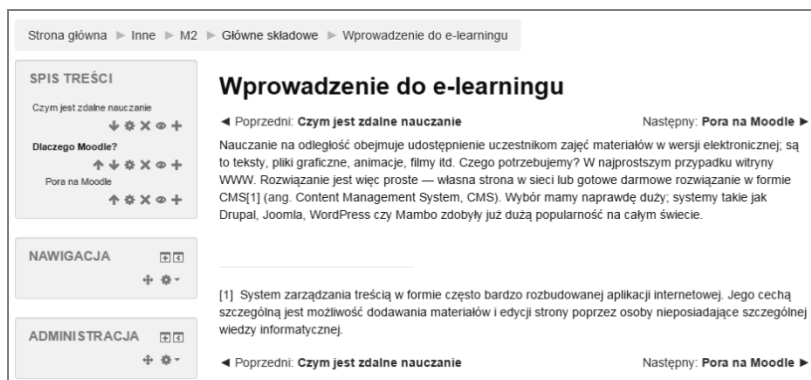 Strona główna ► Inne ► M2 ► Główne składowe ► Wprowadzenie do e-learningu
SPIS TREŚCI
Czym jest zdalne nauczanie
Dlaczego Moodle?
Pora na Moodle
NAWIGACJA
ADMINISTRACJA
Wprowadzenie do e-learningu
◄ Poprzedni: Czym jest zdalne nauczanie Następny: Pora na Moodle ►
Nauczanie na odległość obejmuje udostępnienie uczestnikom zajęć materiałów w wersji elektronicznej; są
to teksty, pliki graficzne, animacje, filmy itd. Czego potrzebujemy? W najprostszym przypadku witryny
WWW. Rozwiązanie jest więc proste — własna strona w sieci lub gotowe darmowe rozwiązanie w formie
CMS[1] (ang. Content Management System, CMS). Wybór mamy naprawdę duży; systemy takie jak
Drupal, Joomla, WordPress czy Mambo zdobyły już dużą popularność na całym świecie.
[1] System zarządzania treścią w formie często bardzo rozbudowanej aplikacji internetowej. Jego cechą
szczególną jest możliwość dodawania materiałów i edycji strony poprzez osoby nieposiadające szczególnej
wiedzy informatycznej.
◄ Poprzedni: Czym jest zdalne nauczanie Następny: Pora na Moodle ►